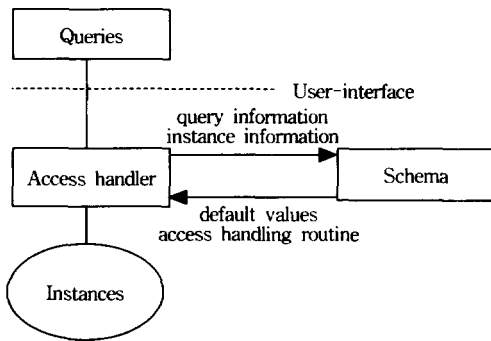 Queries
User-interface
query information
instance information
Access handler
Schema
default values
access handling routine
Instances